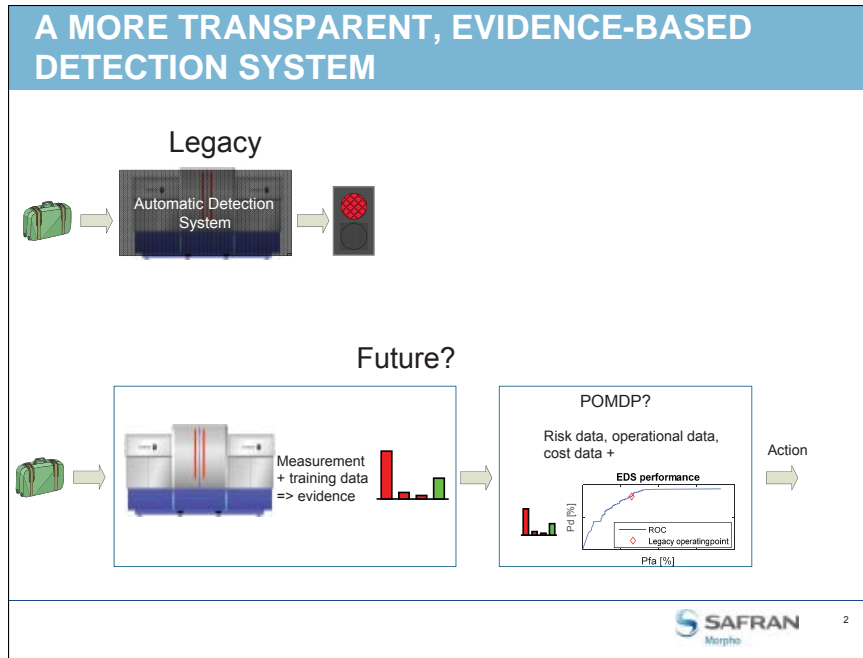 A MORE TRANSPARENT, EVIDENCE-BASED
DETECTION SYSTEM
Legacy
Automatic Detection
System
Future?
Measurement
+ training data
=> evidence
POMDP?
Risk data, operational data,
cost data +
EDS performance
Pd [%]
ROC
Legacy operatingpoint
Pfa [%]
Action
SAFRAN
Morpho
2